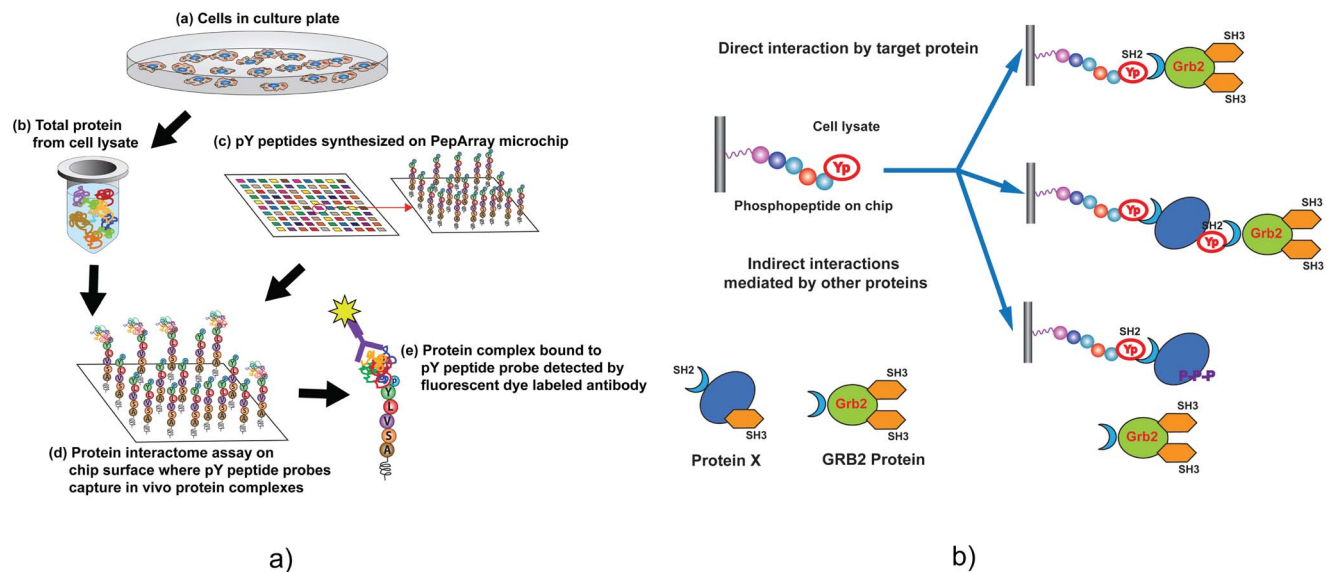 (a) Cells in culture plate
(b) Total protein
from cell lysate
(c) pY peptides synthesized on PepArray microchip
(e) Protein complex bound to
pY peptide probe detected by
fluorescent dye labeled antibody
P
Y
L
V
S
A
(d) Protein interactome assay on
chip surface where pY peptide probes
capture in vivo protein complexes
a)
Direct interaction by target protein
SH2
Yp
Grb2
SH3
SH3
Cell lysate
Yp
Phosphopeptide on chip
Yp
SH2
Yp
Grb2
SH3
SH3
Indirect interactions
mediated by other proteins
SH2
Yp
P-P-P
SH2
SH3
Protein X
Grb2
SH3
SH3
GRB2 Protein
Grb2
SH3
SH3
b)